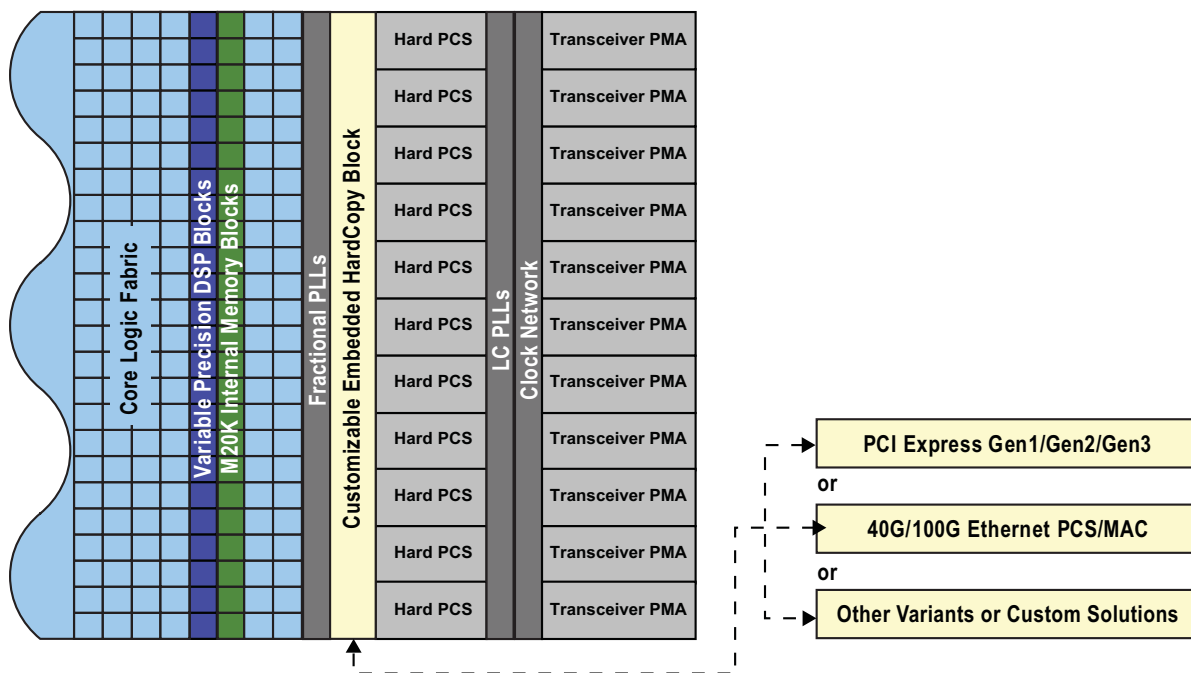 Core Logic Fabric
Variable Precision DSP Blocks
M20K Internal Memory Blocks
Fractional PLLs
Customizable Embedded HardCopy Block
Hard PCS
Hard PCS
Hard PCS
Hard PCS
Hard PCS
Hard PCS
Hard PCS
Hard PCS
Hard PCS
Hard PCS
Hard PCS
LC PLLs
Clock Network
Transceiver PMA
Transceiver PMA
Transceiver PMA
Transceiver PMA
Transceiver PMA
Transceiver PMA
Transceiver PMA
Transceiver PMA
Transceiver PMA
Transceiver PMA
Transceiver PMA
PCI Express Gen1/Gen2/Gen3
or
40G/100G Ethernet PCS/MAC
or
Other Variants or Custom Solutions